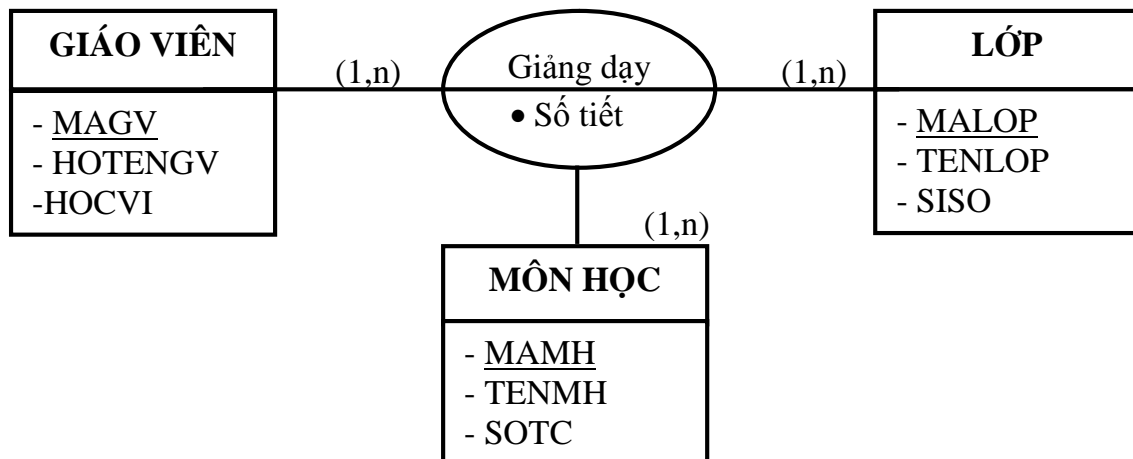 GIÁO VIÊN
- MAGV
- HOTENGV
-HOCVI
(1,n)
Giảng dạy
• Số tiết
(1,n)
LỚP
- MALOP
- TENLOP
- SISO
(1,n)
MÔN HỌC
- MAMH
- TENMH
- SOTC